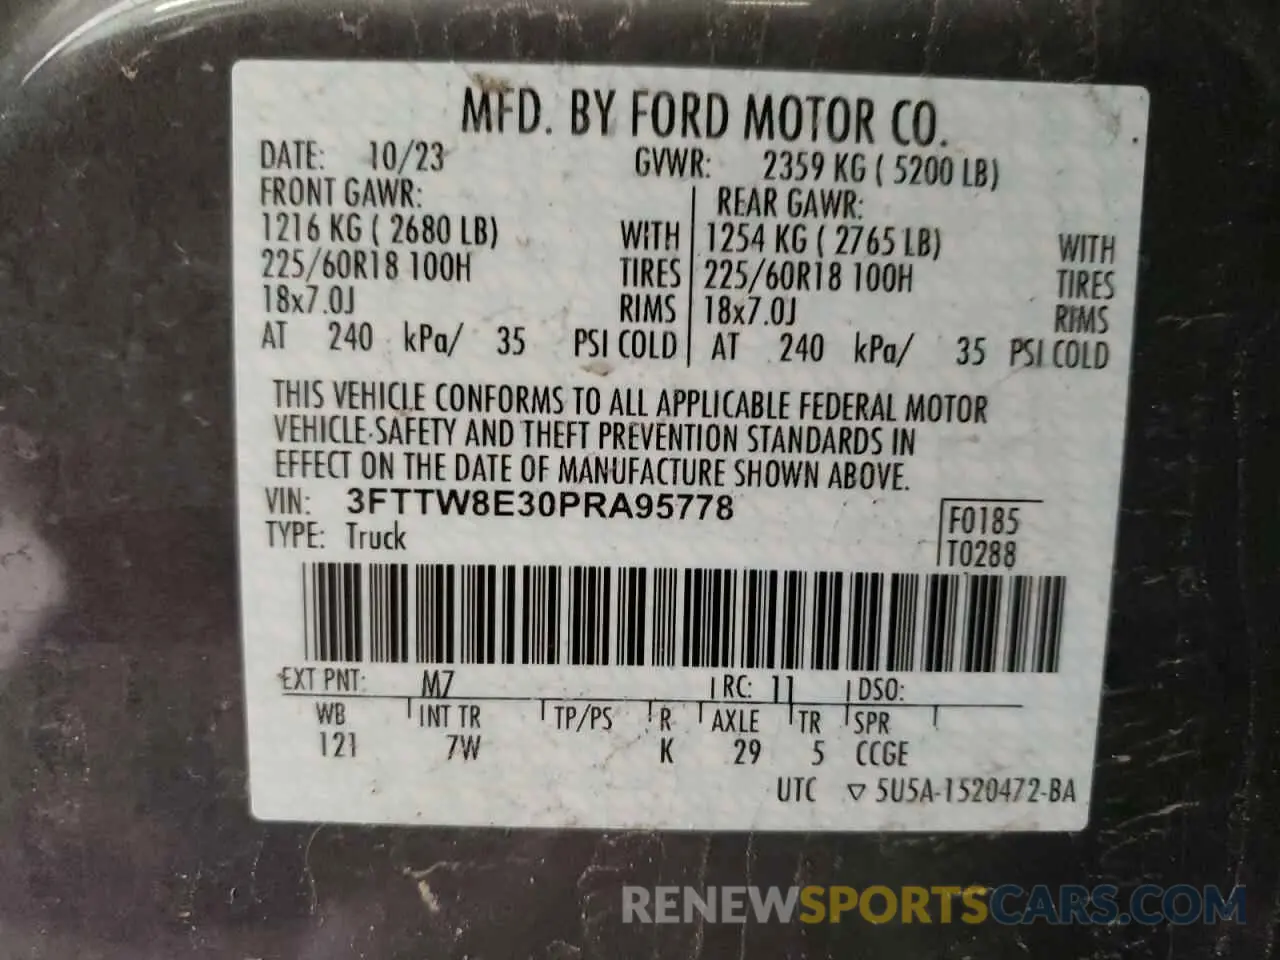 MFD. BY FORD MOTOR CO.
DATE: 10/23 GVWR: 2359 KG ( 5200 LB)
FRONT GAWR: REAR GAWR:
1216 KG ( 2680 LB) WITH 1254 KG ( 2765 LB) WITH
225/60R18 100H TIRES 225/60R18 100H TIRES
18x7.0J RIMS 18x7.0J RIMS
AT 240 kPa/ 35 PSI COLD AT 240 kPa/ 35 PSI COLD
THIS VEHICLE CONFORMS TO ALL APPLICABLE FEDERAL MOTOR
VEHICLE SAFETY AND THEFT PREVENTION STANDARDS IN
EFFECT ON THE DATE OF MANUFACTURE SHOWN ABOVE.
VIN: 3FTTW8E30PRA95778
F0185
TYPE: Truck
T0288
EXT PNT: M7 RC: 11 DSO:
WB INT TR TP/PS R AXLE TR SPR
121 7W K 29 5 CCGE
UTC ▽ 5U5A-1520472-BA
RENEWSPORTSCARS.COM